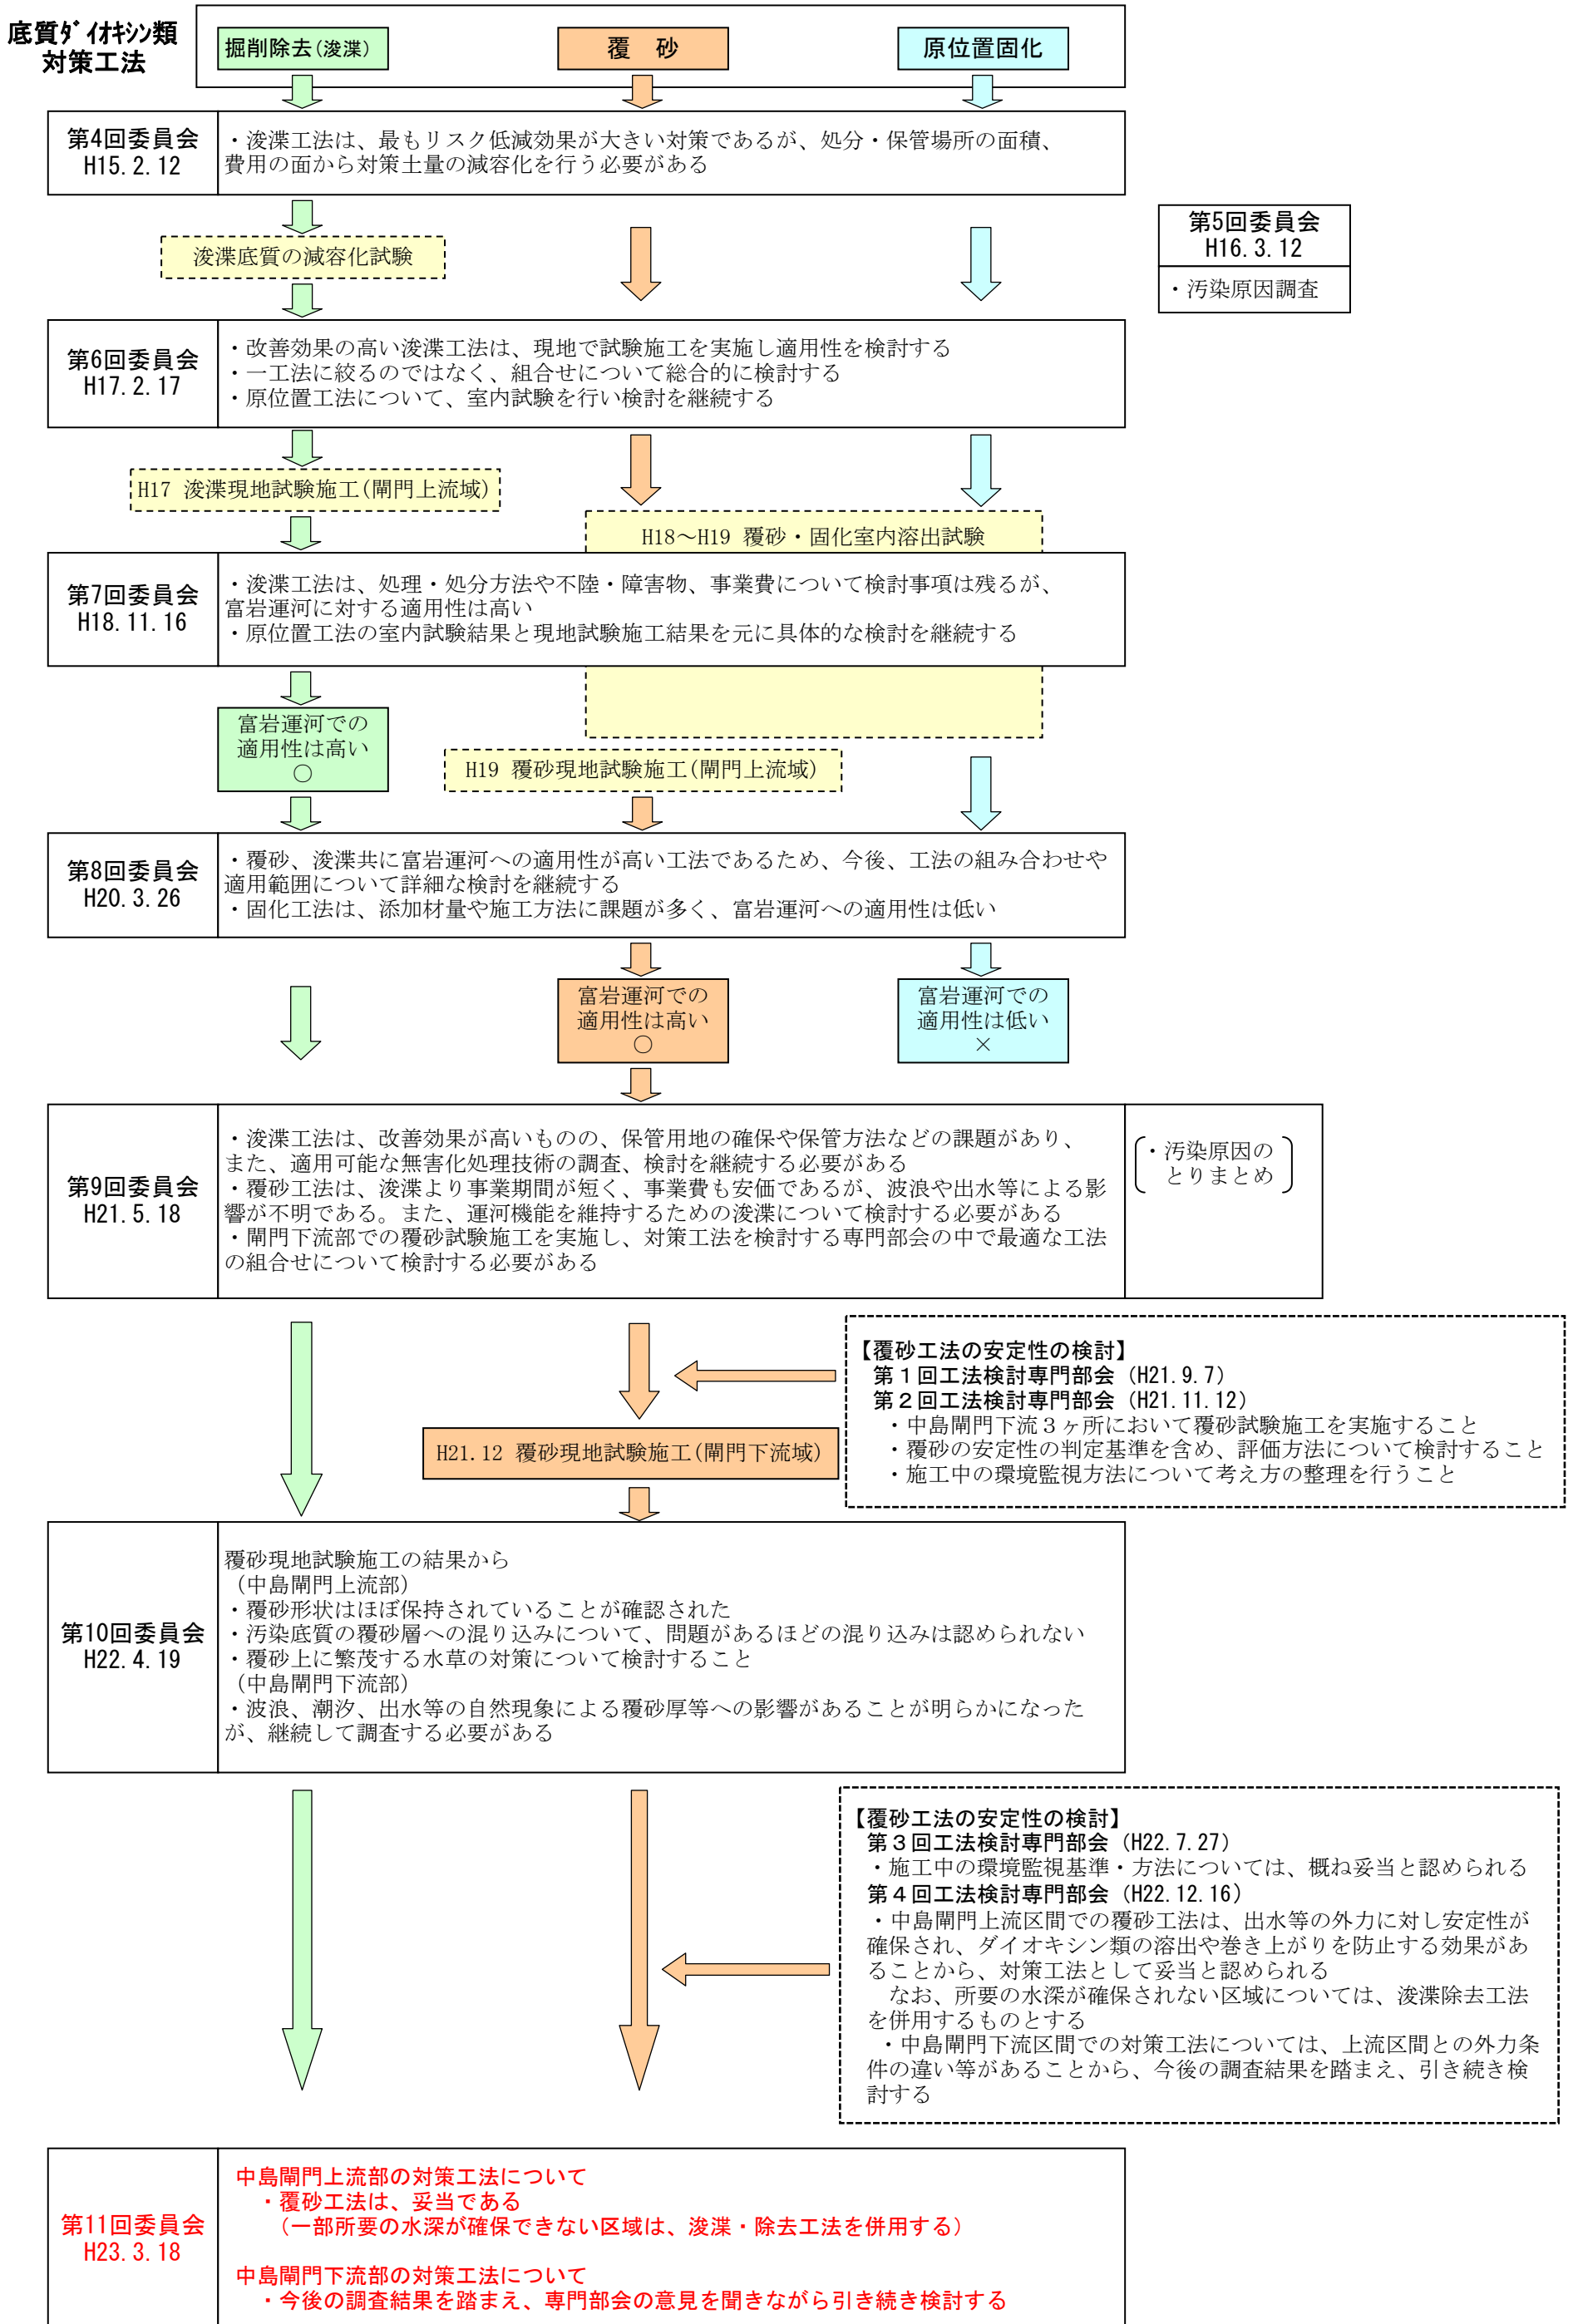 底質ダイオキシン類
対策工法
掘削除去(浚渫)
覆　砂
原位置固化
第4回委員会
H15.2.12
・浚渫工法は、最もリスク低減効果が大きい対策であるが、処分・保管場所の面積、
費用の面から対策土量の減容化を行う必要がある
第5回委員会
H16.3.12
・汚染原因調査
浚渫底質の減容化試験
第6回委員会
H17.2.17
・改善効果の高い浚渫工法は、現地で試験施工を実施し適用性を検討する
・一工法に絞るのではなく、組合せについて総合的に検討する
・原位置工法について、室内試験を行い検討を継続する
H17 浚渫現地試験施工(閘門上流域)
H18～H19 覆砂・固化室内溶出試験
第7回委員会
H18.11.16
・浚渫工法は、処理・処分方法や不陸・障害物、事業費について検討事項は残るが、
富岩運河に対する適用性は高い
・原位置工法の室内試験結果と現地試験施工結果を元に具体的な検討を継続する
富岩運河での
適用性は高い
○
H19 覆砂現地試験施工(閘門上流域)
第8回委員会
H20.3.26
・覆砂、浚渫共に富岩運河への適用性が高い工法であるため、今後、工法の組み合わせや
適用範囲について詳細な検討を継続する
・固化工法は、添加材量や施工方法に課題が多く、富岩運河への適用性は低い
富岩運河での
適用性は高い
○
富岩運河での
適用性は低い
×
第9回委員会
H21.5.18
・浚渫工法は、改善効果が高いものの、保管用地の確保や保管方法などの課題があり、
また、適用可能な無害化処理技術の調査、検討を継続する必要がある
・覆砂工法は、浚渫より事業期間が短く、事業費も安価であるが、波浪や出水等による影
響が不明である。また、運河機能を維持するための浚渫について検討する必要がある
・閘門下流部での覆砂試験施工を実施し、対策工法を検討する専門部会の中で最適な工法
の組合せについて検討する必要がある
・汚染原因の
とりまとめ
【覆砂工法の安定性の検討】
第１回工法検討専門部会（H21.9.7）
第２回工法検討専門部会（H21.11.12）
・中島閘門下流３ヶ所において覆砂試験施工を実施すること
・覆砂の安定性の判定基準を含め、評価方法について検討すること
・施工中の環境監視方法について考え方の整理を行うこと
H21.12 覆砂現地試験施工(閘門下流域)
第10回委員会
H22.4.19
覆砂現地試験施工の結果から
（中島閘門上流部）
・覆砂形状はほぼ保持されていることが確認された
・汚染底質の覆砂層への混り込みについて、問題があるほどの混り込みは認められない
・覆砂上に繁茂する水草の対策について検討すること
（中島閘門下流部）
・波浪、潮汐、出水等の自然現象による覆砂厚等への影響があることが明らかになった
が、継続して調査する必要がある
【覆砂工法の安定性の検討】
第３回工法検討専門部会（H22.7.27）
・施工中の環境監視基準・方法については、概ね妥当と認められる
第４回工法検討専門部会（H22.12.16）
・中島閘門上流区間での覆砂工法は、出水等の外力に対し安定性が
確保され、ダイオキシン類の溶出や巻き上がりを防止する効果があ
ることから、対策工法として妥当と認められる
なお、所要の水深が確保されない区域については、浚渫除去工法
を併用するものとする
・中島閘門下流区間での対策工法については、上流区間との外力条
件の違い等があることから、今後の調査結果を踏まえ、引き続き検
討する
第11回委員会
H23.3.18
中島閘門上流部の対策工法について
・覆砂工法は、妥当である
（一部所要の水深が確保できない区域は、浚渫・除去工法を併用する）
中島閘門下流部の対策工法について
・今後の調査結果を踏まえ、専門部会の意見を聞きながら引き続き検討する